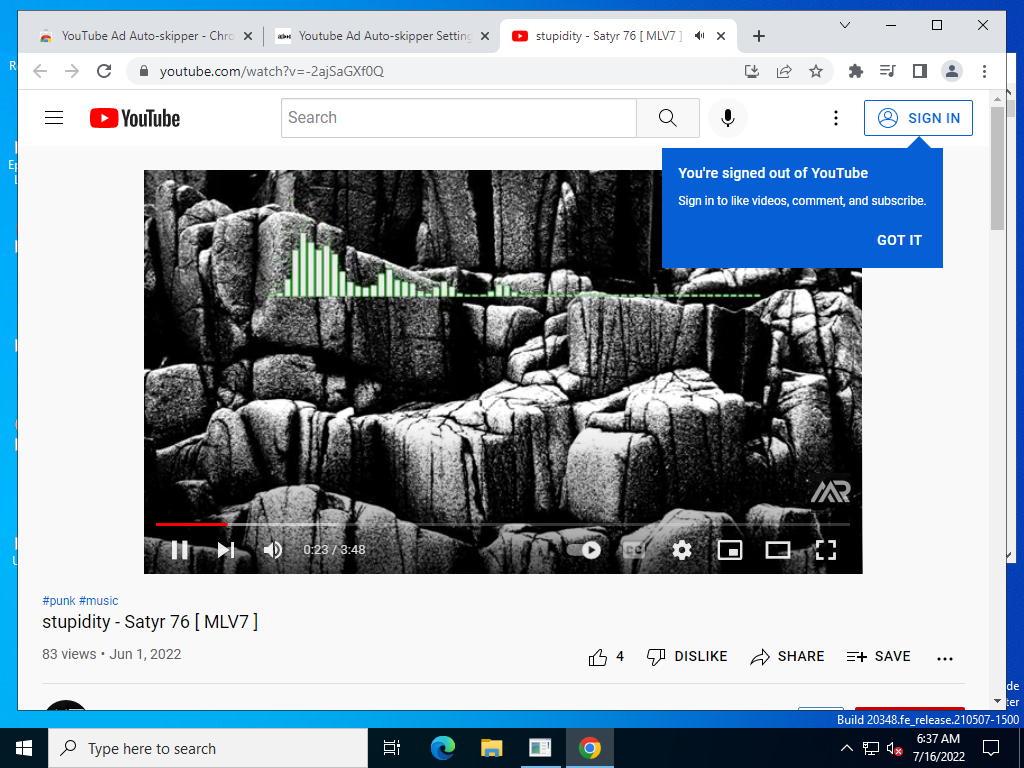 YouTube Ad Auto-skipper - Chro
Youtube Ad Auto-skipper Setting
stupidity - Satyr 76 [ MLV7 ]
youtube.com/watch?v=-2ajSaGXf0Q
YouTube
Search
SIGN IN
You're signed out of YouTube
Sign in to like videos, comment, and subscribe.
GOT IT
MR
0:23 / 3:48
CC
#punk #music
stupidity - Satyr 76 [ MLV7 ]
83 views • Jun 1, 2022
4
DISLIKE
SHARE
SAVE
Build 20348.fe_release.210507-1500
Type here to search
6:37 AM
7/16/2022